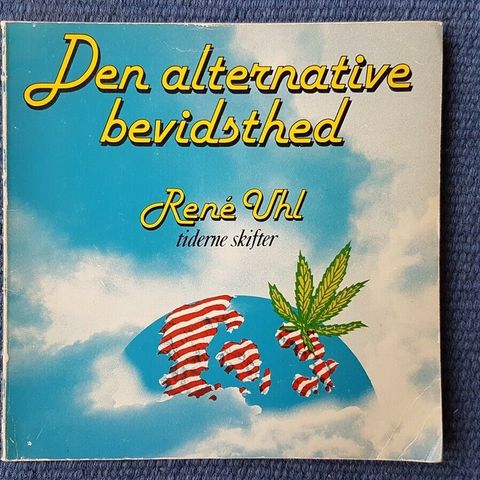 Den alternative
bevidsthed
René Uhl
tiderne skifter